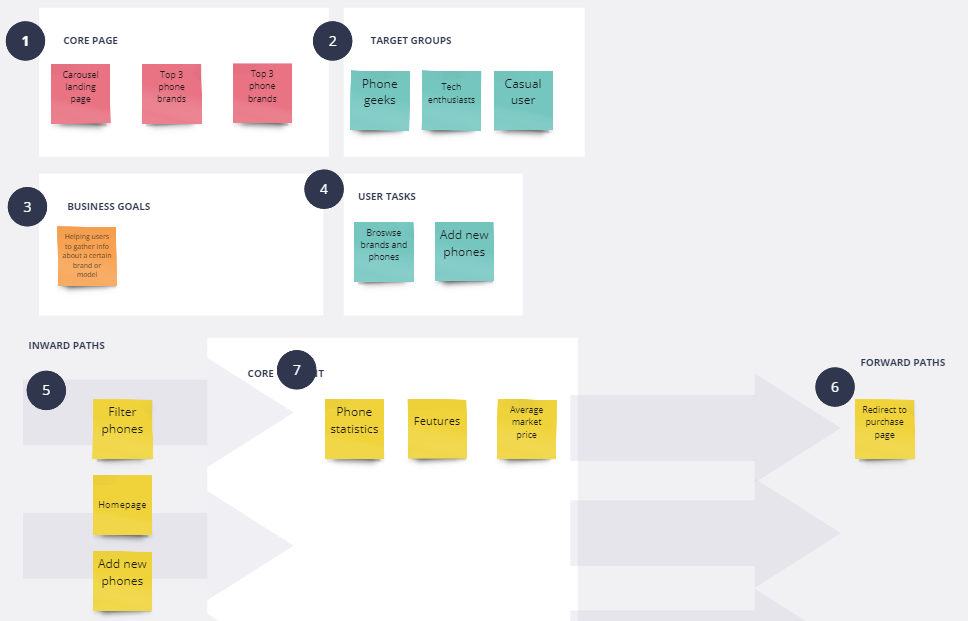 1
CORE PAGE
Carousel
landing
page
Top 3
phone
brands
Top 3
phone
brands
2
TARGET GROUPS
Phone
geeks
Tech
enthusiasts
Casual
user
3
BUSINESS GOALS
Helping users
to gather info
about a certain
brand or
model
4
USER TASKS
Broswse
brands and
phones
Add new
phones
INWARD PATHS
5
Filter
phones
Homepage
Add new
phones
CORE
7
Phone
statistics
Feutures
Average
market
price
FORWARD PATHS
6
Redirect to
purchase
page